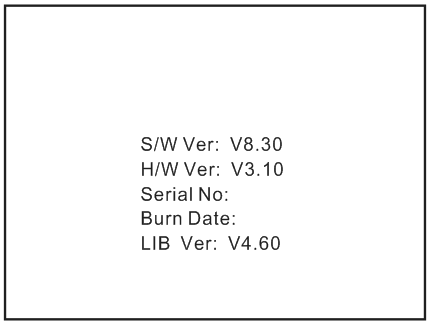 S/W Ver: V8.30
H/W Ver: V3.10
Serial No:
Burn Date:
LIB Ver: V4.60